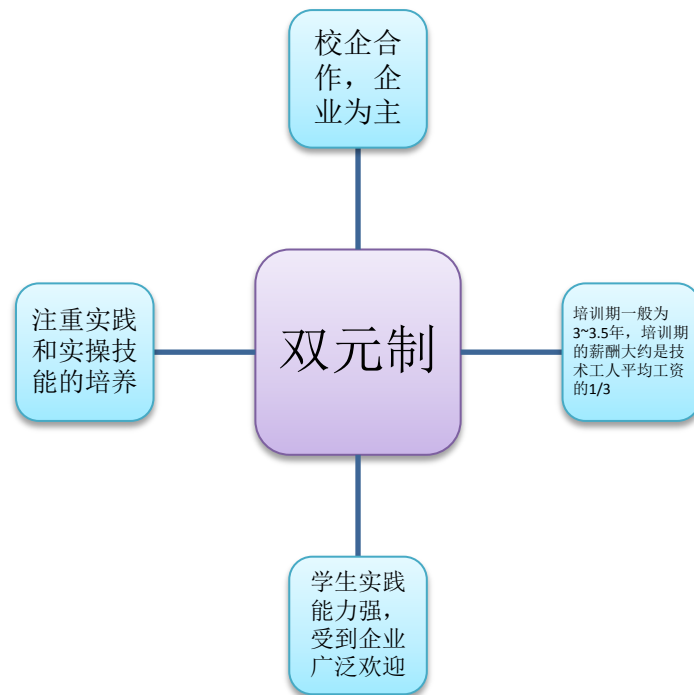 校企合
作，企
业为主
注重实践
和实操技
能的培养
双元制
培训期一般为
3~3.5年，培训期
的薪酬大约是技
术工人平均工资
的1/3
学生实践
能力强，
受到企业
广泛欢迎